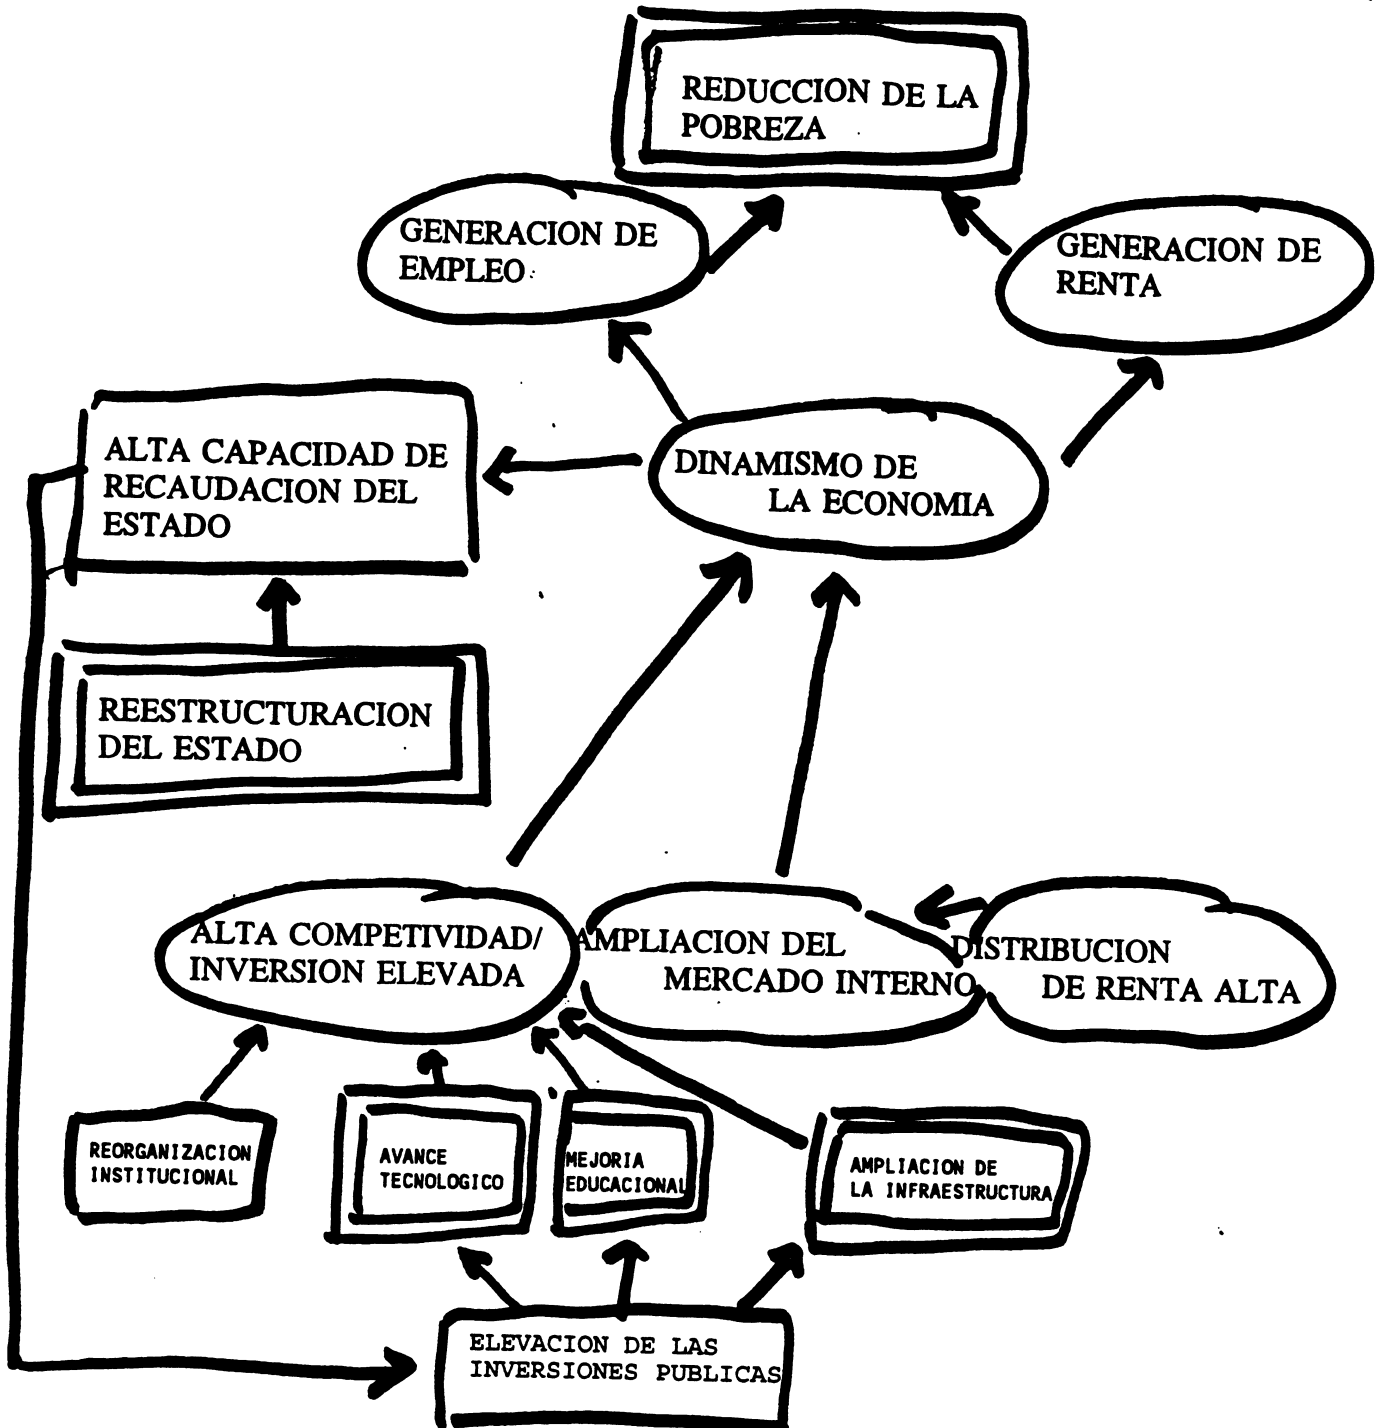 REDUCCION DE LA
POBREZA
GENERACION DE
EMPLEO
GENERACION DE
RENTA
ALTA CAPACIDAD DE
RECAUDACION DEL
ESTADO
DINAMISMO DE
LA ECONOMIA
REESTRUCTURACION
DEL ESTADO
ALTA COMPETIVIDAD/
INVERSION ELEVADA
AMPLIACION DEL
MERCADO INTERNO
DISTRIBUCION
DE RENTA ALTA
REORGANIZACION
INSTITUCIONAL
AVANCE
TECNOLOGICO
MEJORIA
EDUCACIONAL
AMPLIACION DE
LA INFRAESTRUCTURA
ELEVACION DE LAS
INVERSIONES PUBLICAS